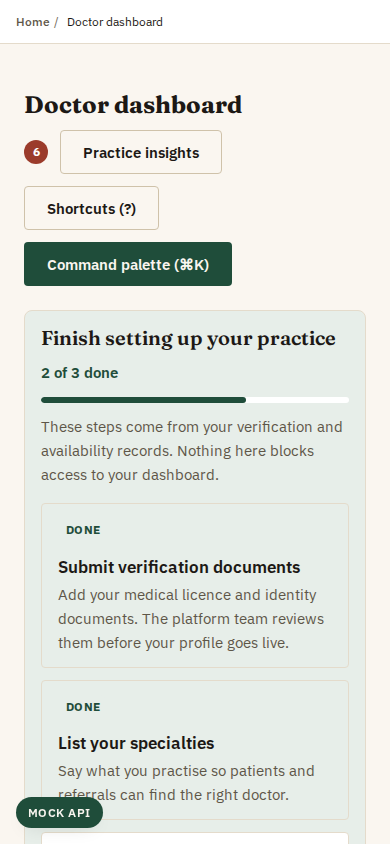 Home / Doctor dashboard
Doctor dashboard
6 Practice insights
Shortcuts (?)
Command palette (⌘K)
Finish setting up your practice
2 of 3 done
These steps come from your verification and
availability records. Nothing here blocks
access to your dashboard.
DONE
Submit verification documents
Add your medical licence and identity
documents. The platform team reviews
them before your profile goes live.
DONE
List your specialties
Say what you practise so patients and
referrals can find the right doctor.
MOCK API